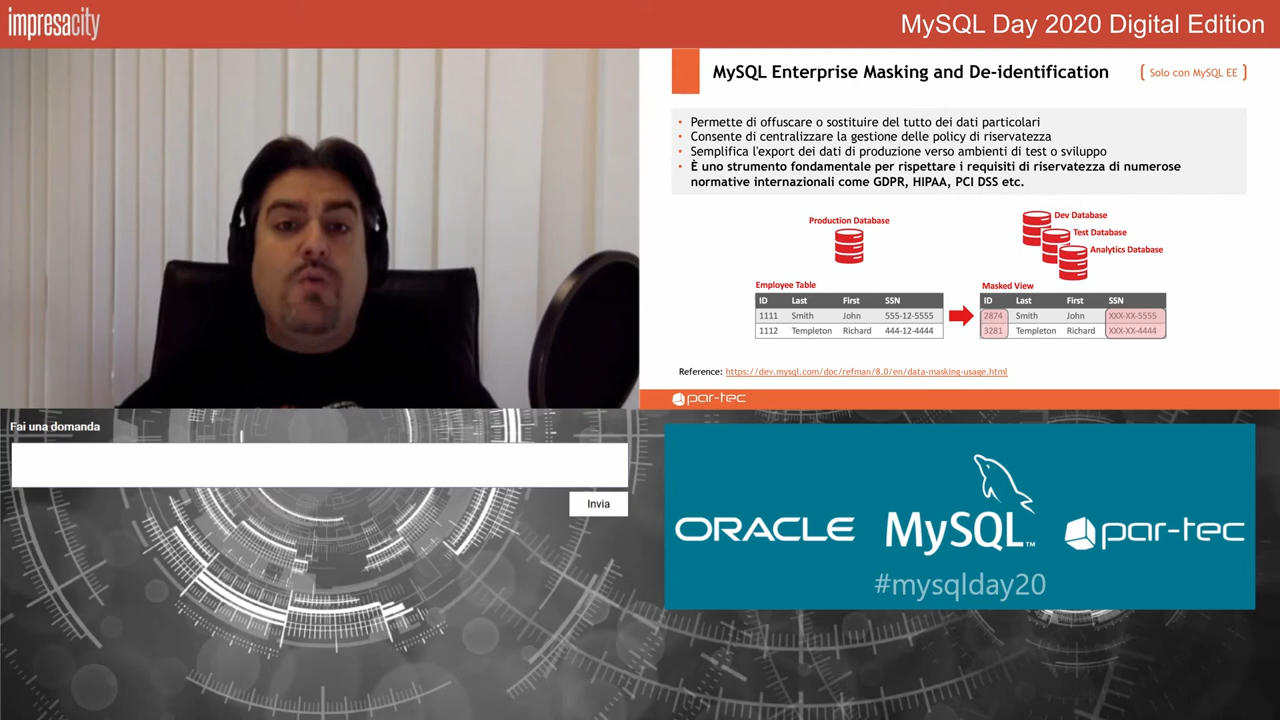 impresacity
MySQL Day 2020 Digital Edition
MySQL Enterprise Masking and De-identification
[ Solo con MySQL EE ]
• Permette di offuscare o sostituire del tutto dei dati particolari
• Consente di centralizzare la gestione delle policy di riservatezza
• Semplifica l'export dei dati di produzione verso ambienti di test o sviluppo
• È uno strumento fondamentale per rispettare i requisiti di riservatezza di numerose
normative internazionali come GDPR, HIPAA, PCI DSS etc.
Production Database
Dev Database
Test Database
Analytics Database
Employee Table
ID Last First SSN
1111 Smith John 555-12-5555
1112 Templeton Richard 444-12-4444
Masked View
ID Last First SSN
2874 Smith John XXX-XX-5555
3281 Templeton Richard XXX-XX-4444
Reference: https://dev.mysql.com/doc/refman/8.0/en/data-masking-usage.html
par-tec
Fai una domanda
Invia
ORACLE MySQL™ par-tec
#mysqlday20